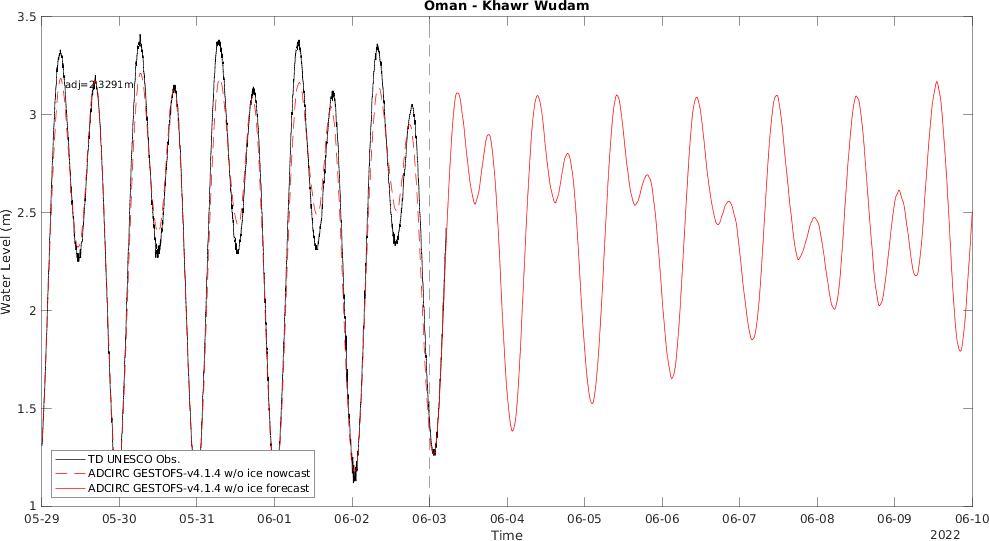 Oman - Khawr Wudam
3.5
3
2.5
2
1.5
1
Water Level (m)
adj=2.3291m
TD UNESCO Obs.
ADCIRC GESTOFS-v4.1.4 w/o ice nowcast
ADCIRC GESTOFS-v4.1.4 w/o ice forecast
05-29 05-30 05-31 06-01 06-02 06-03 06-04 06-05 06-06 06-07 06-08 06-09 06-10
Time
2022